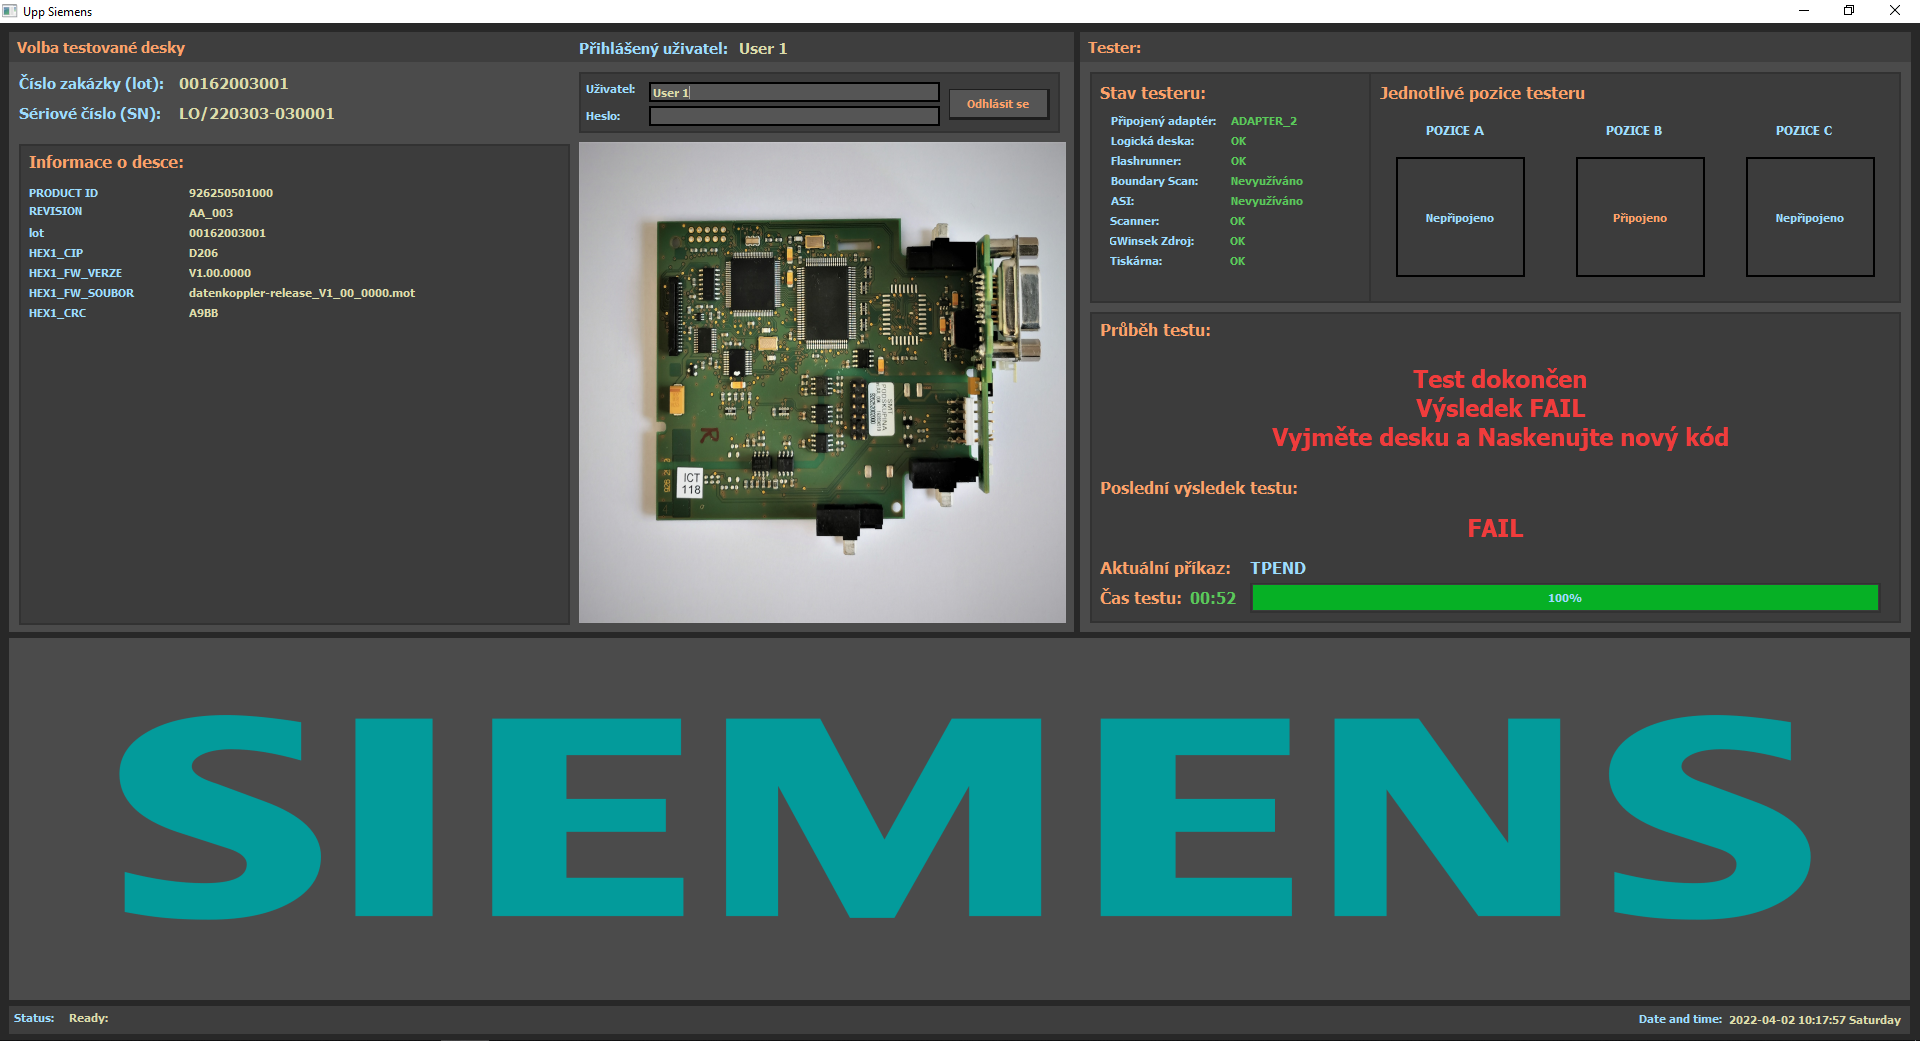 Upp Siemens
Volba testované desky
Číslo zakázky (lot): 00162003001
Sériové číslo (SN): LO/220303-030001
Informace o desce:
PRODUCT ID 926250501000
REVISION AA_003
lot 00162003001
HEX1_CIP D206
HEX1_FW_VERZE V1.00.0000
HEX1_FW_SOUBOR datenkoppler-release_V1_00_0000.mot
HEX1_CRC A9BB
Přihlášený uživatel: User 1
Uživatel: User 1
Heslo:
Odhlásit se
SMT
PODSKUPINA
R
ICT
118
Tester:
Stav testeru:
Připojený adaptér: ADAPTER_2
Logická deska: OK
Flashrunner: OK
Boundary Scan: Nevyužíváno
ASI: Nevyužíváno
Scanner: OK
GWinsek Zdroj: OK
Tiskárna: OK
Jednotlivé pozice testeru
POZICE A POZICE B POZICE C
Nepřipojeno Připojeno Nepřipojeno
Průběh testu:
Test dokončen
Výsledek FAIL
Vyjměte desku a Naskenujte nový kód
Poslední výsledek testu:
FAIL
Aktuální příkaz: TPEND
Čas testu: 00:52 100%
SIEMENS
Status: Ready:
Date and time: 2022-04-02 10:17:57 Saturday